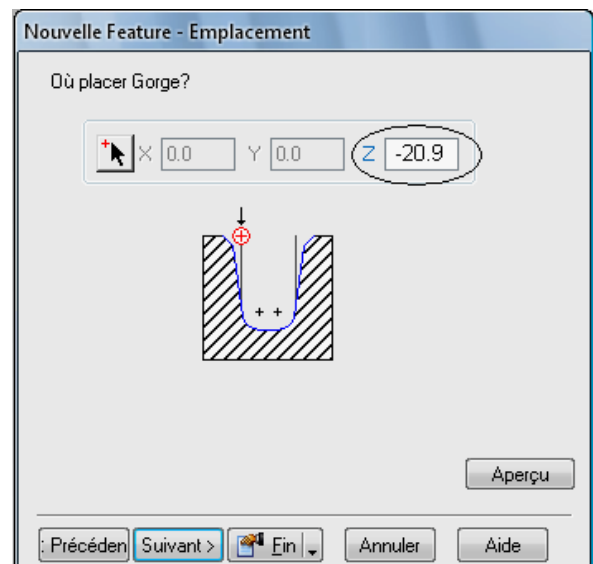 Nouvelle Feature - Emplacement
Où placer Gorge?
X 0.0 Y 0.0 Z -20.9
Aperçu
: Précéden Suivant > Fin Annuler Aide